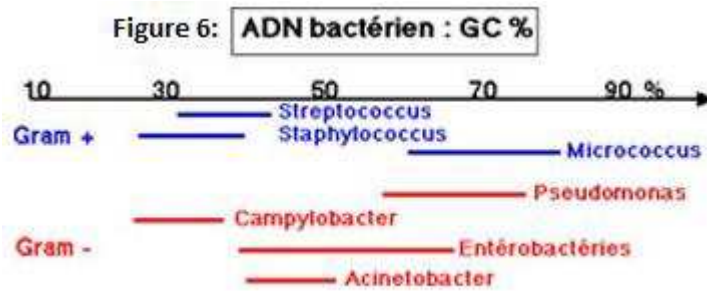 Figure 6: ADN bactérien : GC %
10 30 50 70 90 %
Streptococcus
Gram + Staphylococcus
Micrococcus
Pseudomonas
Campylobacter
Gram - Entérobactéries
Acinetobacter